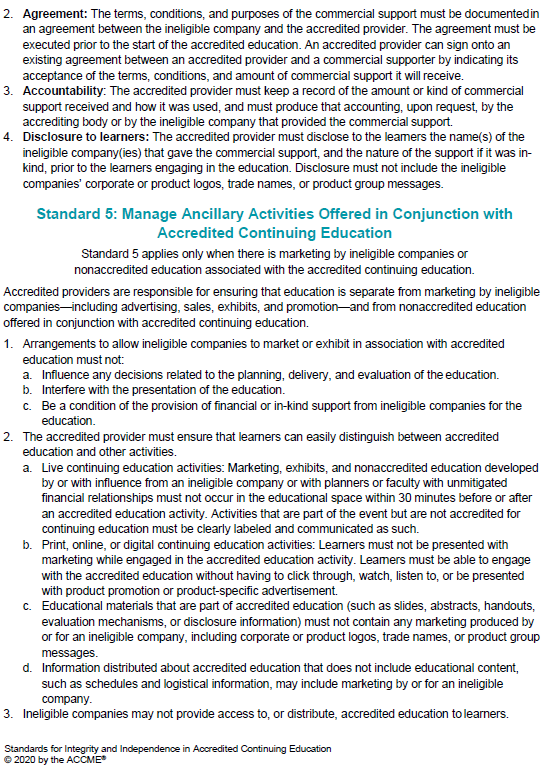 2. Agreement: The terms, conditions, and purposes of the commercial support must be documented in
an agreement between the ineligible company and the accredited provider. The agreement must be
executed prior to the start of the accredited education. An accredited provider can sign onto an
existing agreement between an accredited provider and a commercial supporter by indicating its
acceptance of the terms, conditions, and amount of commercial support it will receive.
3. Accountability: The accredited provider must keep a record of the amount or kind of commercial
support received and how it was used, and must produce that accounting, upon request, by the
accrediting body or by the ineligible company that provided the commercial support.
4. Disclosure to learners: The accredited provider must disclose to the learners the name(s) of the
ineligible company(ies) that gave the commercial support, and the nature of the support if it was in-
kind, prior to the learners engaging in the education. Disclosure must not include the ineligible
companies' corporate or product logos, trade names, or product group messages.
Standard 5: Manage Ancillary Activities Offered in Conjunction with
Accredited Continuing Education
Standard 5 applies only when there is marketing by ineligible companies or
nonaccredited education associated with the accredited continuing education.
Accredited providers are responsible for ensuring that education is separate from marketing by ineligible
companies—including advertising, sales, exhibits, and promotion—and from nonaccredited education
offered in conjunction with accredited continuing education.
1. Arrangements to allow ineligible companies to market or exhibit in association with accredited
education must not:
a. Influence any decisions related to the planning, delivery, and evaluation of the education.
b. Interfere with the presentation of the education.
c. Be a condition of the provision of financial or in-kind support from ineligible companies for the
education.
2. The accredited provider must ensure that learners can easily distinguish between accredited
education and other activities.
a. Live continuing education activities: Marketing, exhibits, and nonaccredited education developed
by or with influence from an ineligible company or with planners or faculty with unmitigated
financial relationships must not occur in the educational space within 30 minutes before or after
an accredited education activity. Activities that are part of the event but are not accredited for
continuing education must be clearly labeled and communicated as such.
b. Print, online, or digital continuing education activities: Learners must not be presented with
marketing while engaged in the accredited education activity. Learners must be able to engage
with the accredited education without having to click through, watch, listen to, or be presented
with product promotion or product-specific advertisement.
c. Educational materials that are part of accredited education (such as slides, abstracts, handouts,
evaluation mechanisms, or disclosure information) must not contain any marketing produced by
or for an ineligible company, including corporate or product logos, trade names, or product group
messages.
d. Information distributed about accredited education that does not include educational content,
such as schedules and logistical information, may include marketing by or for an ineligible
company.
3. Ineligible companies may not provide access to, or distribute, accredited education to learners.
Standards for Integrity and Independence in Accredited Continuing Education
© 2020 by the ACCME®